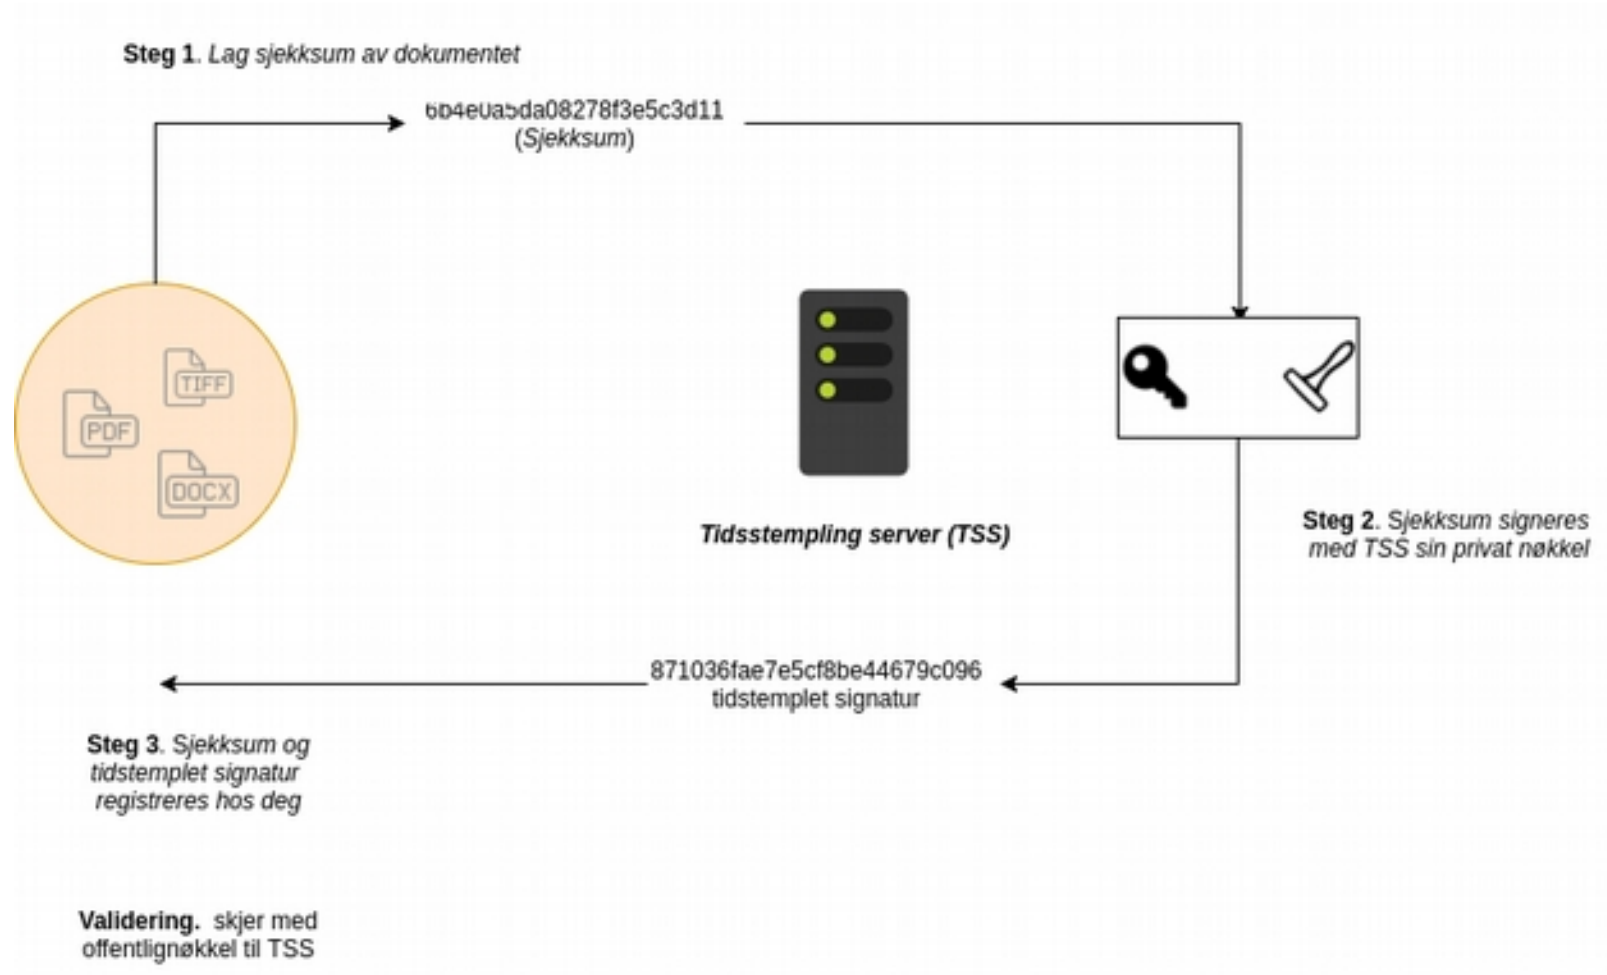 Steg 1. Lag sjekksum av dokumentet
6b4e0a5da08278f3e5c3d11
(Sjekksum)
TIFF
PDF
DOCX
Tidsstempling server (TSS)
Steg 2. Sjekksum signeres
med TSS sin privat nøkkel
871036fae7e5cf8be44679c096
tidstemplet signatur
Steg 3. Sjekksum og
tidstemplet signatur
registreres hos deg
Validering. skjer med
offentlignøkkel til TSS